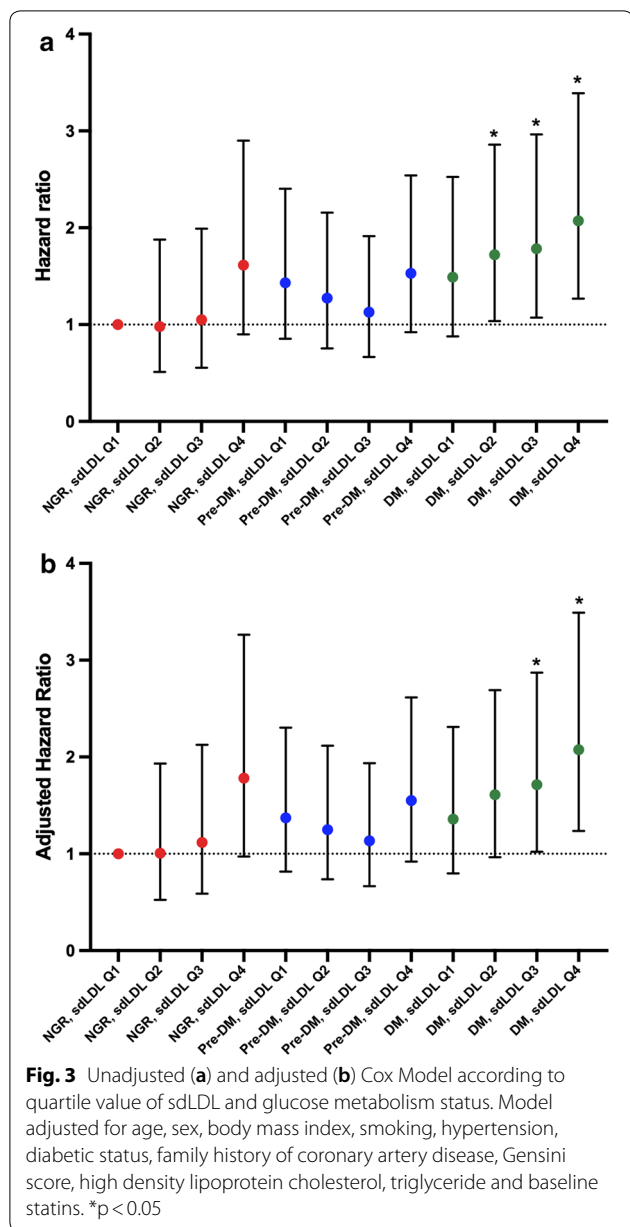 a
4
*
*
*
3
Hazard ratio
2
1
0
NGR, sdLDL Q1
NGR, sdLDL Q2
NGR, sdLDL Q3
NGR, sdLDL Q4
Pre-DM, sdLDL Q1
Pre-DM, sdLDL Q2
Pre-DM, sdLDL Q3
Pre-DM, sdLDL Q4
DM, sdLDL Q1
DM, sdLDL Q2
DM, sdLDL Q3
DM, sdLDL Q4
b
4
*
*
3
Adjusted Hazard Ratio
2
1
0
NGR, sdLDL Q1
NGR, sdLDL Q2
NGR, sdLDL Q3
NGR, sdLDL Q4
Pre-DM, sdLDL Q1
Pre-DM, sdLDL Q2
Pre-DM, sdLDL Q3
Pre-DM, sdLDL Q4
DM, sdLDL Q1
DM, sdLDL Q2
DM, sdLDL Q3
DM, sdLDL Q4
Fig. 3 Unadjusted (a) and adjusted (b) Cox Model according to
quartile value of sdLDL and glucose metabolism status. Model
adjusted for age, sex, body mass index, smoking, hypertension,
diabetic status, family history of coronary artery disease, Gensini
score, high density lipoprotein cholesterol, triglyceride and baseline
statins. *p < 0.05